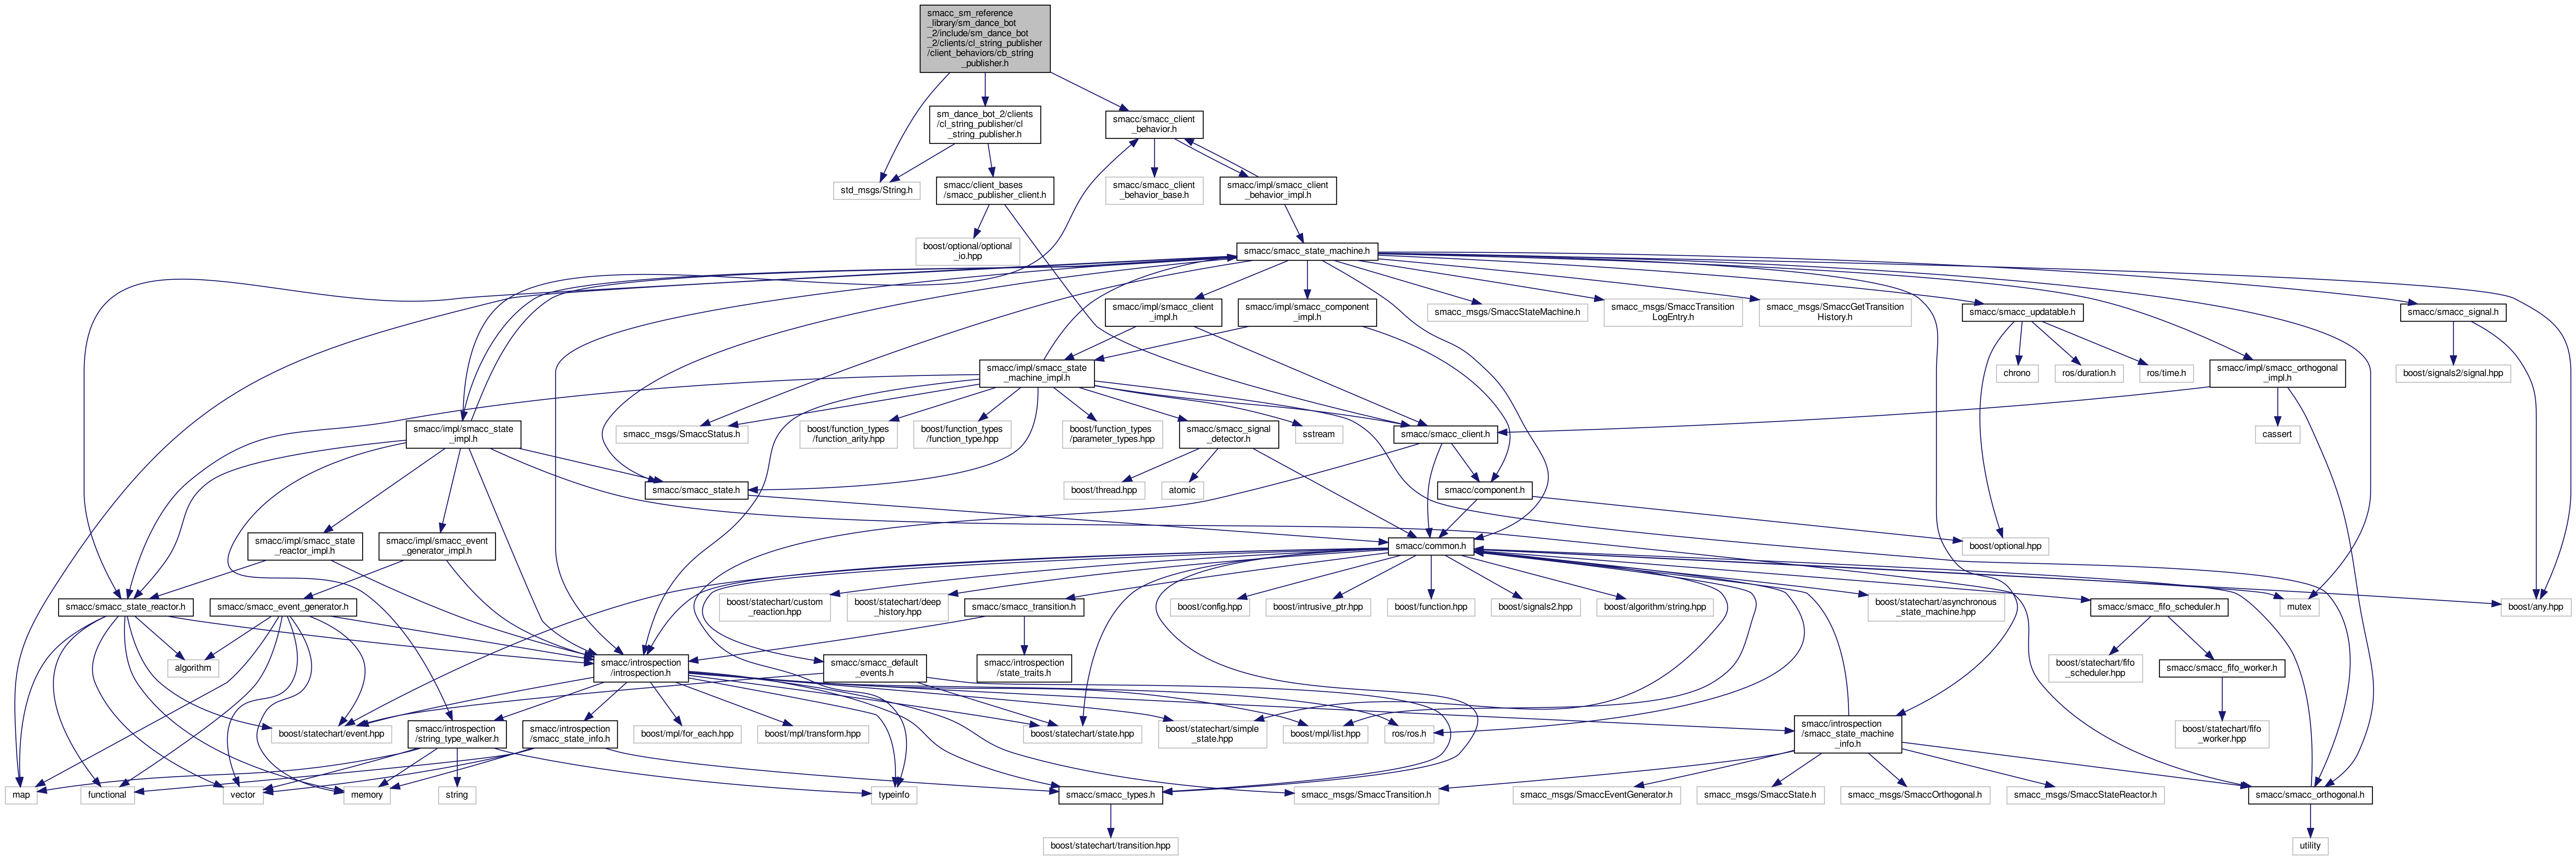 smacc_sm_reference
_library/sm_dance_bot
_2/include/sm_dance_bot
_2/clients/cl_string_publisher
/client_behaviors/cb_string
_publisher.h
sm_dance_bot_2/clients
/cl_string_publisher/cl
_string_publisher.h
smacc/smacc_client
_behavior.h
std_msgs/String.h
smacc/client_bases
/smacc_publisher_client.h
smacc/smacc_client
_behavior_base.h
smacc/impl/smacc_client
_behavior_impl.h
boost/optional/optional
_io.hpp
smacc/smacc_state_machine.h
smacc/impl/smacc_client
_impl.h
smacc/impl/smacc_component
_impl.h
smacc_msgs/SmaccStateMachine.h
smacc_msgs/SmaccTransition
LogEntry.h
smacc_msgs/SmaccGetTransition
History.h
smacc/smacc_updatable.h
smacc/smacc_signal.h
smacc/impl/smacc_state
_machine_impl.h
chrono
ros/duration.h
ros/time.h
smacc/impl/smacc_orthogonal
_impl.h
boost/signals2/signal.hpp
smacc/impl/smacc_state
_impl.h
smacc_msgs/SmaccStatus.h
boost/function_types
/function_arity.hpp
boost/function_types
/function_type.hpp
boost/function_types
/parameter_types.hpp
smacc/smacc_signal
_detector.h
sstream
smacc/smacc_client.h
cassert
smacc/smacc_state.h
boost/thread.hpp
atomic
smacc/component.h
smacc/impl/smacc_state
_reactor_impl.h
smacc/impl/smacc_event
_generator_impl.h
smacc/common.h
boost/optional.hpp
smacc/smacc_state_reactor.h
smacc/smacc_event_generator.h
boost/statechart/custom
_reaction.hpp
boost/statechart/deep
_history.hpp
smacc/smacc_transition.h
boost/config.hpp
boost/intrusive_ptr.hpp
boost/function.hpp
boost/signals2.hpp
boost/algorithm/string.hpp
boost/statechart/asynchronous
_state_machine.hpp
smacc/smacc_fifo_scheduler.h
mutex
boost/any.hpp
algorithm
smacc/introspection
/introspection.h
smacc/smacc_default
_events.h
smacc/introspection
/state_traits.h
boost/statechart/fifo
_scheduler.hpp
smacc/smacc_fifo_worker.h
boost/statechart/event.hpp
smacc/introspection
/string_type_walker.h
smacc/introspection
/smacc_state_info.h
boost/mpl/for_each.hpp
boost/mpl/transform.hpp
boost/statechart/state.hpp
boost/statechart/simple
_state.hpp
boost/mpl/list.hpp
ros/ros.h
smacc/introspection
/smacc_state_machine
_info.h
boost/statechart/fifo
_worker.hpp
map
functional
vector
memory
string
typeinfo
smacc/smacc_types.h
smacc_msgs/SmaccTransition.h
smacc_msgs/SmaccEventGenerator.h
smacc_msgs/SmaccState.h
smacc_msgs/SmaccOrthogonal.h
smacc_msgs/SmaccStateReactor.h
smacc/smacc_orthogonal.h
boost/statechart/transition.hpp
utility